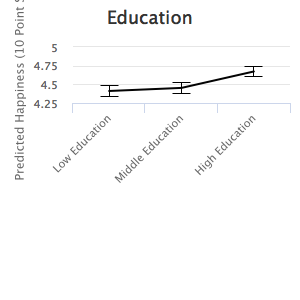 Education
Predicted Happiness (10 Point
5
4.75
4.5
4.25
Low Education
Middle Education
High Education